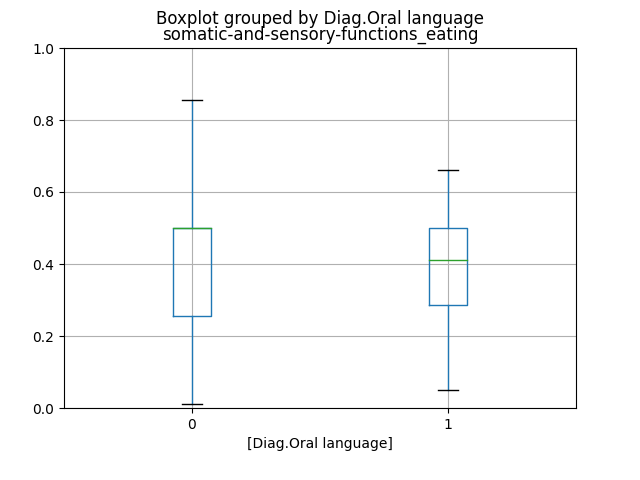 Boxplot grouped by Diag.Oral language
somatic-and-sensory-functions_eating
1.0
0.8
0.6
0.4
0.2
0.0
0 1
[Diag.Oral language]